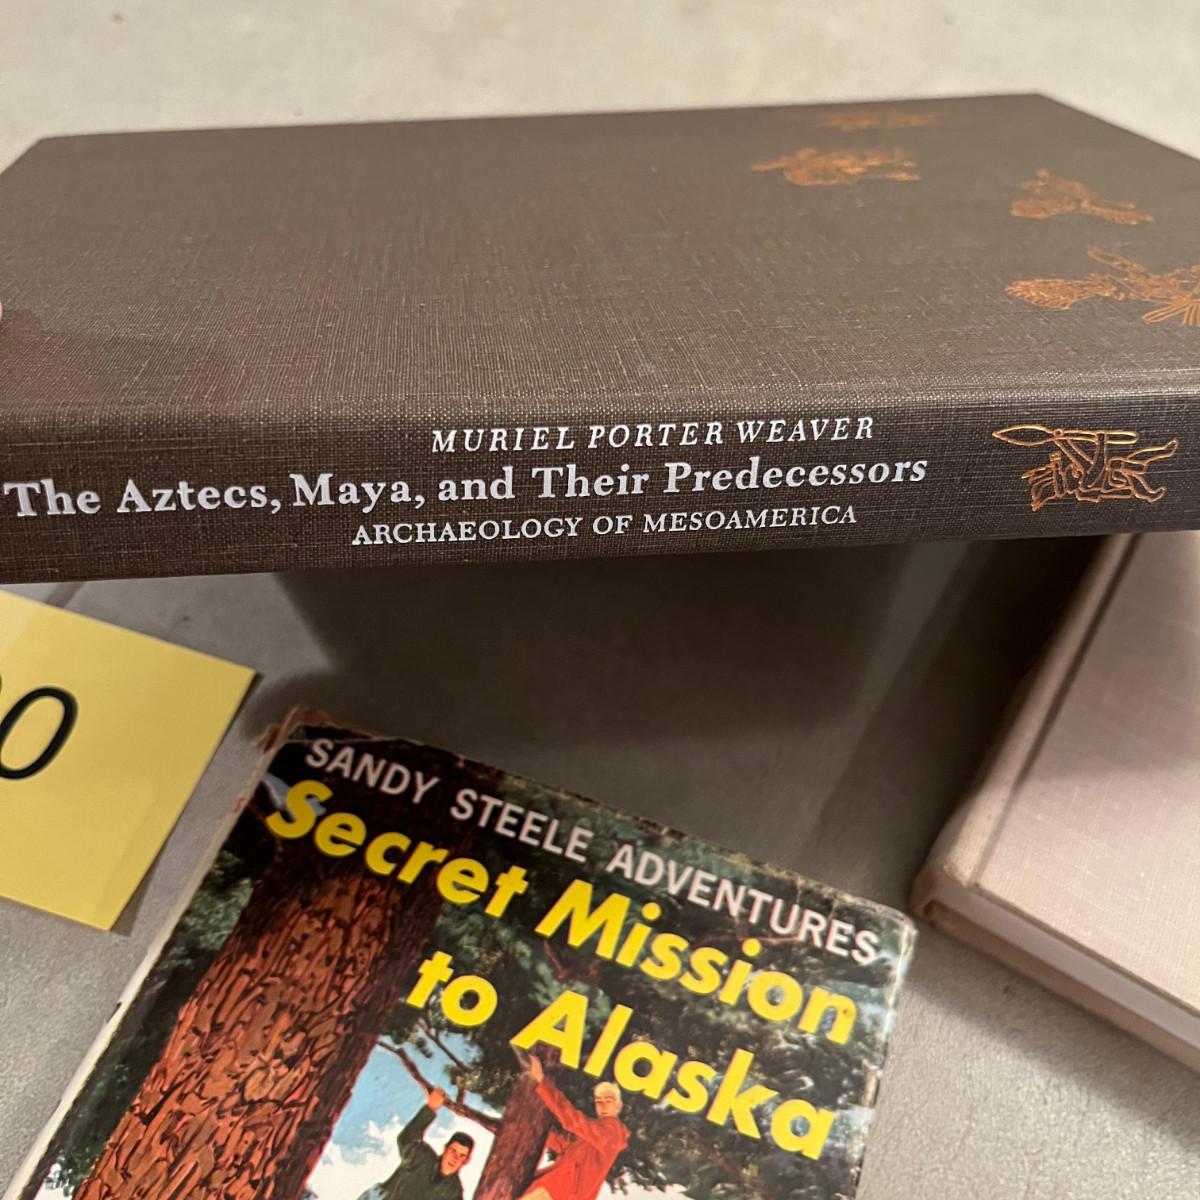 MURIEL PORTER WEAVER
The Aztecs, Maya, and Their Predecessors
ARCHAEOLOGY OF MESOAMERICA
SANDY STEELE ADVENTURES
Secret Mission
to Alaska